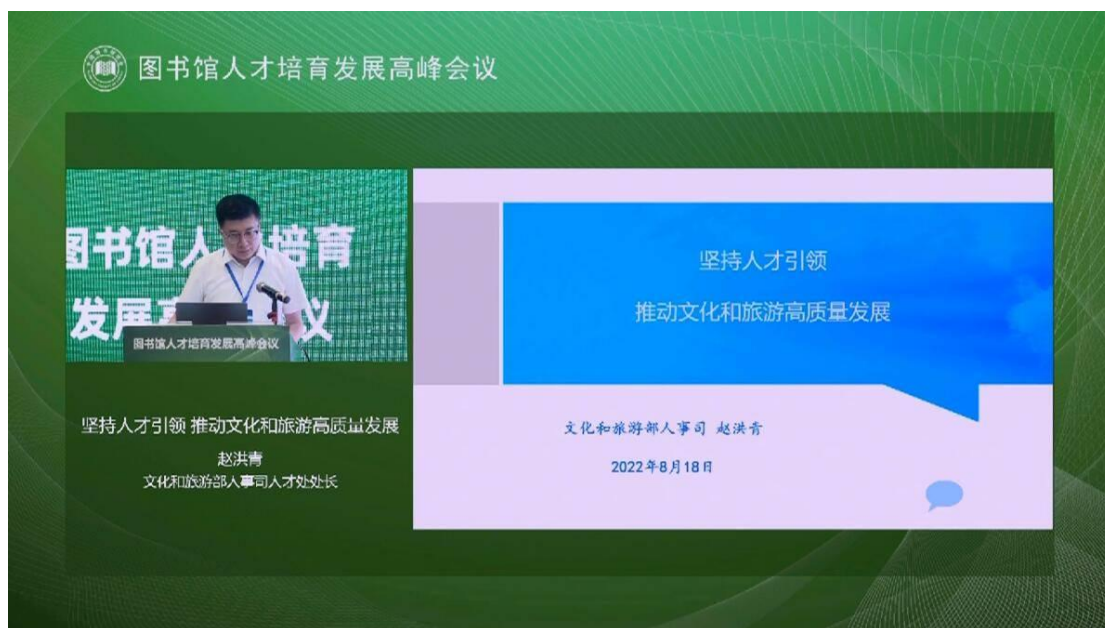 图书馆人才培育发展高峰会议
图书馆人 培育
发展高 议
图书馆人才培育发展高峰会议
坚持人才引领 推动文化和旅游高质量发展
赵洪青
文化和旅游部人事司人才处处长
坚持人才引领
推动文化和旅游高质量发展
文化和旅游部人事司 赵洪青
2022年8月18日